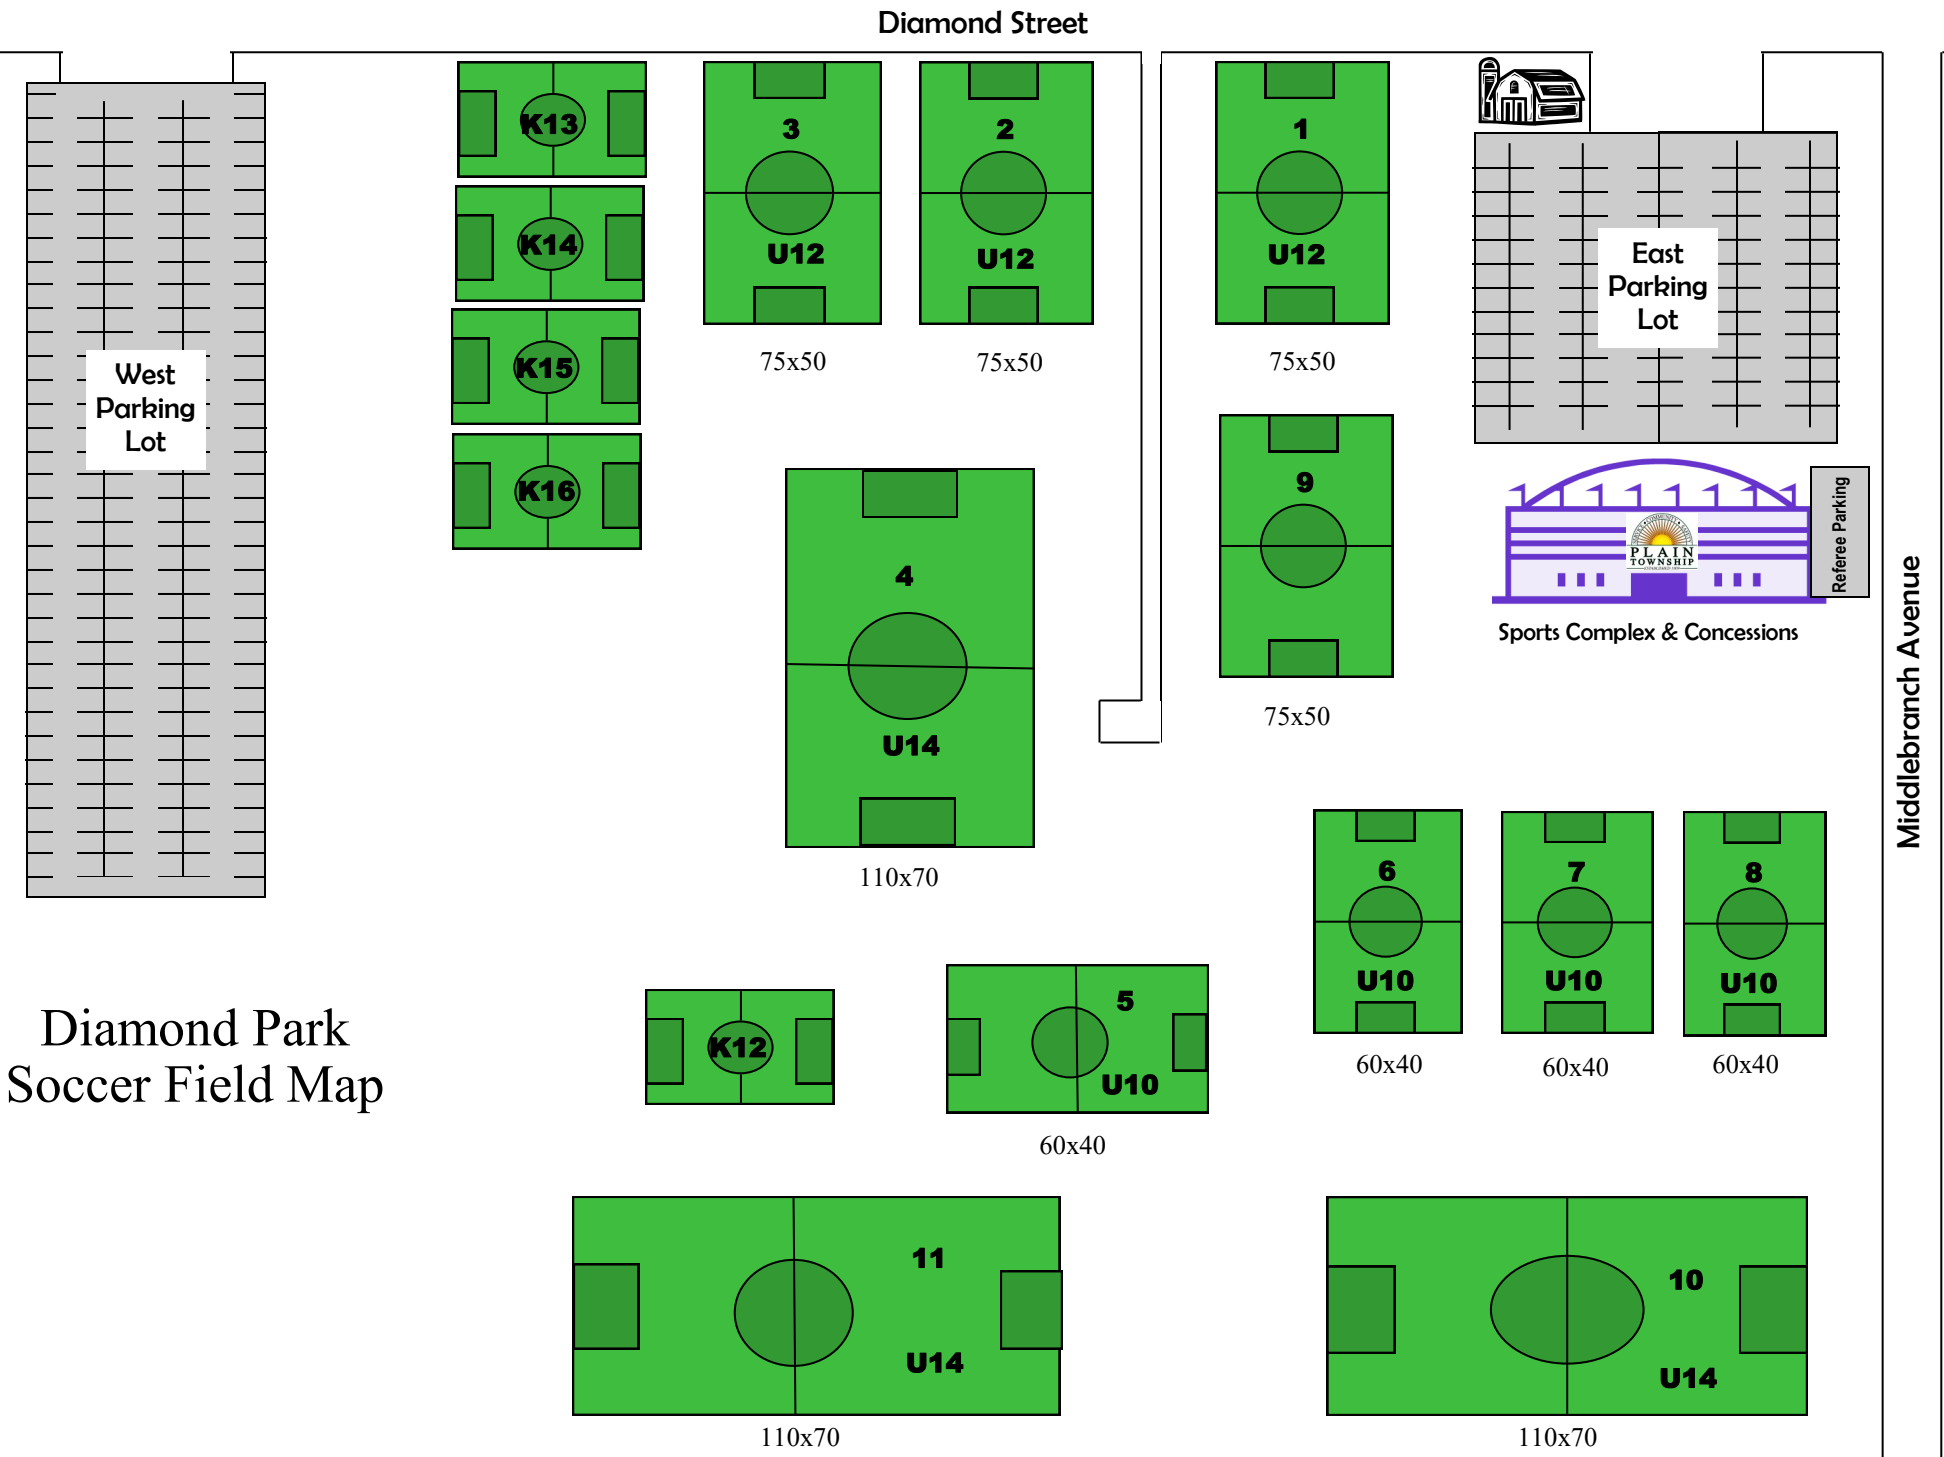 Diamond Street
K13
3
2
1
K14
U12
U12
U12
East
Parking
Lot
K15
75x50
75x50
75x50
West
Parking
Lot
K16
9
Referee Parking
PLAIN
TOWNSHIP
4
Sports Complex & Concessions
Middlebranch Avenue
75x50
U14
110x70
6
7
8
U10
U10
U10
60x40
60x40
60x40
Diamond Park
Soccer Field Map
K12
5
U10
60x40
11
U14
110x70
10
U14
110x70